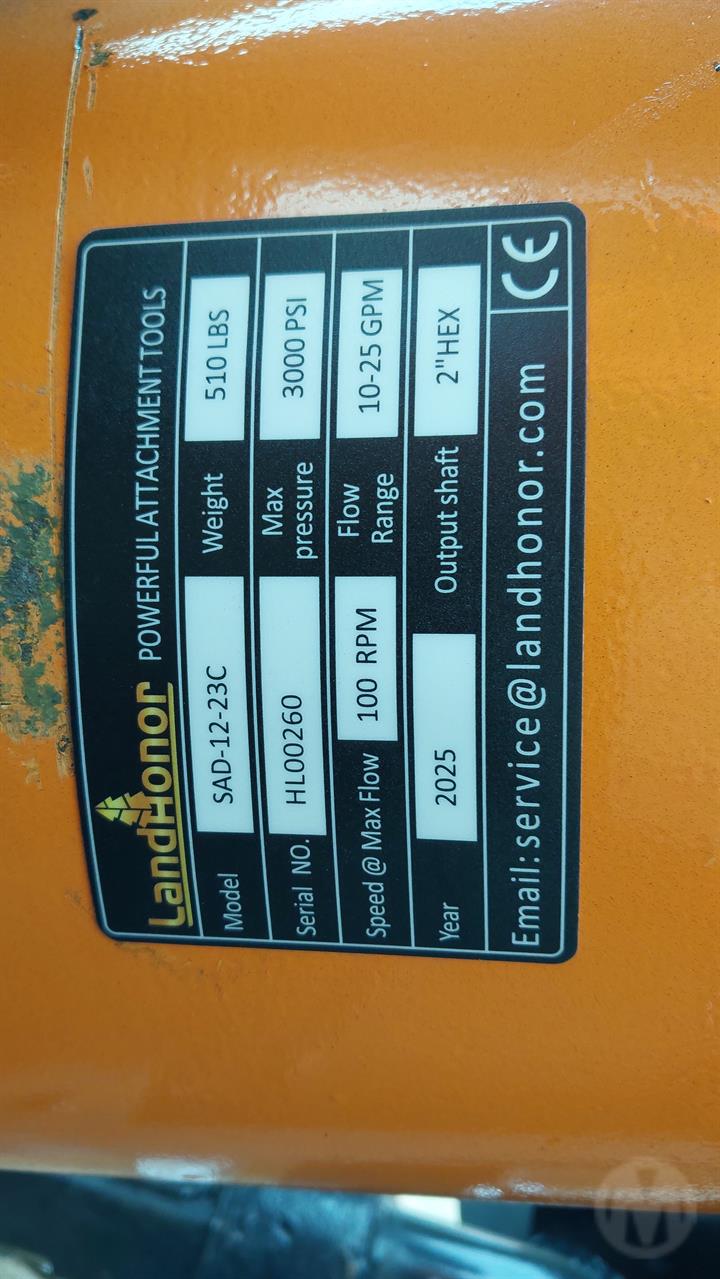 LandHonor POWERFUL ATTACHMENT TOOLS
Model SAD-12-23C Weight 510 LBS
Serial NO. HL00260 Max pressure 3000 PSI
Speed @ Max Flow 100 RPM Flow Range 10-25 GPM
Year 2025 Output shaft 2"HEX
Email:service@landhonor.com CE
M